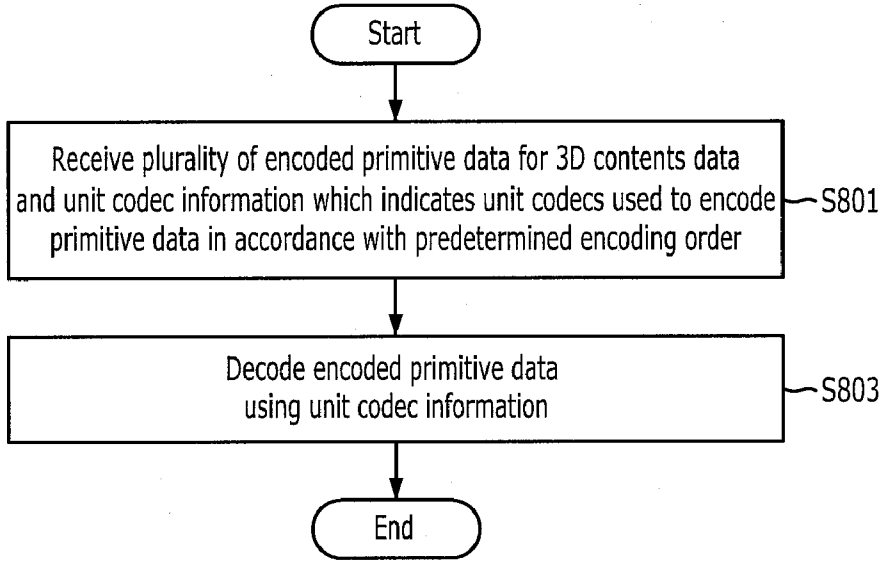 Start
Receive plurality of encoded primitive data for 3D contents data
and unit codec information which indicates unit codecs used to encode
primitive data in accordance with predetermined encoding order
S801
Decode encoded primitive data
using unit codec information
S803
End